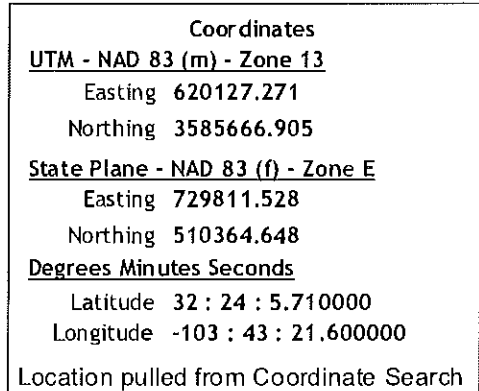 Coordinates
UTM - NAD 83 (m) - Zone 13
Easting 620127.271
Northing 3585666.905
State Plane - NAD 83 (f) - Zone E
Easting 729811.528
Northing 510364.648
Degrees Minutes Seconds
Latitude 32 : 24 : 5.710000
Longitude -103 : 43 : 21.600000
Location pulled from Coordinate Search